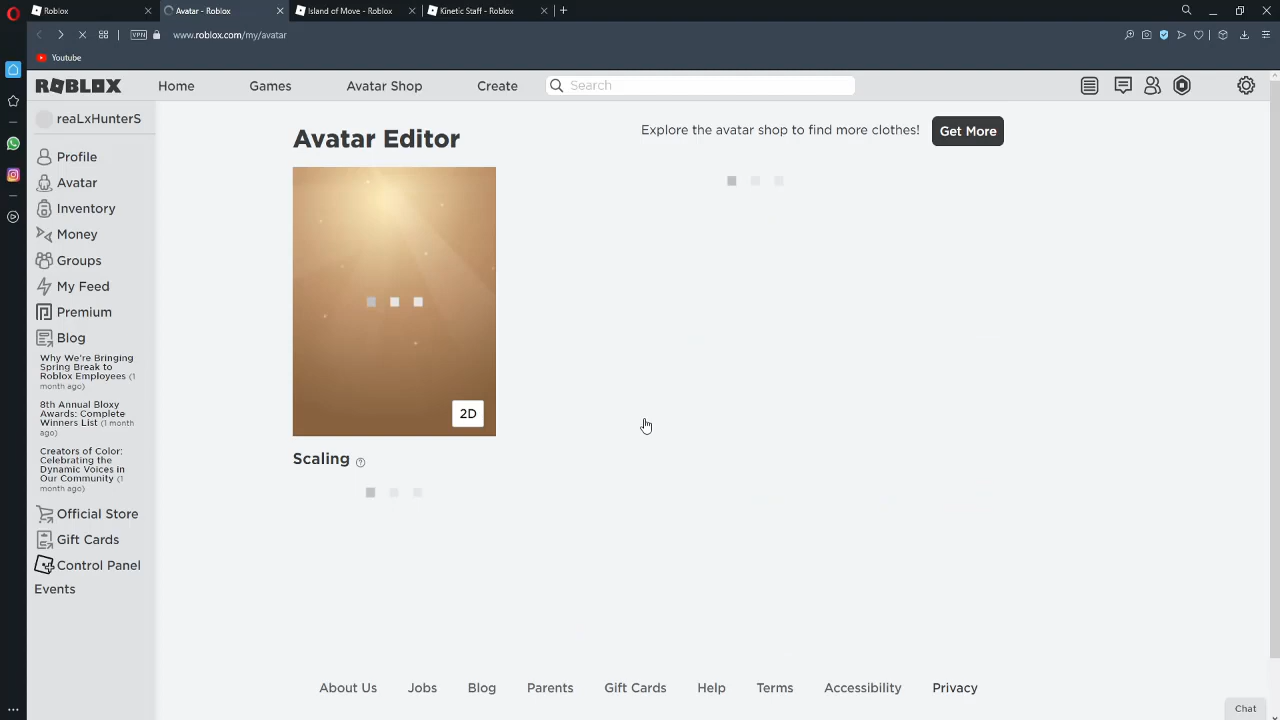 Roblox
Avatar - Roblox
Island of Move - Roblox
Kinetic Staff - Roblox
VPN
www.roblox.com/my/avatar
Youtube
ROBLOX
Home
Games
Avatar Shop
Create
Search
reaLxHunterS
Profile
Avatar
Inventory
Money
Groups
My Feed
Premium
Blog
Why We're Bringing
Spring Break to
Roblox Employees (1
month ago)
8th Annual Bloxy
Awards: Complete
Winners List (1 month
ago)
Creators of Color:
Celebrating the
Dynamic Voices in
Our Community (1
month ago)
Official Store
Gift Cards
Control Panel
Events
Avatar Editor
Explore the avatar shop to find more clothes!
Get More
2D
Scaling
About Us
Jobs
Blog
Parents
Gift Cards
Help
Terms
Accessibility
Privacy
Chat